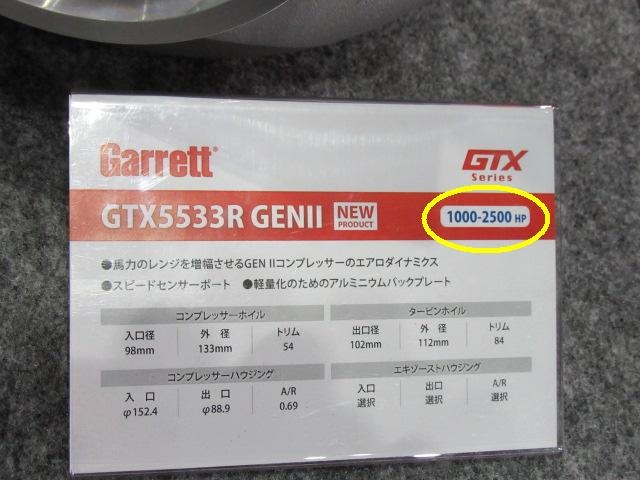 Garrett
GTX
Series
GTX5533R GENII NEW PRODUCT 1000-2500 HP
●馬力のレンジを増幅させるGEN IIコンプレッサーのエアロダイナミクス
●スピードセンサーポート ●軽量化のためのアルミニウムバックプレート
コンプレッサーホイル タービンホイル
入口径 外 径 トリム 出口径 外 径 トリム
98mm 133mm 54 102mm 112mm 84
コンプレッサーハウジング エキゾーストハウジング
入 口 出 口 A/R 入口 出口 A/R
φ152.4 φ88.9 0.69 選択 選択 選択